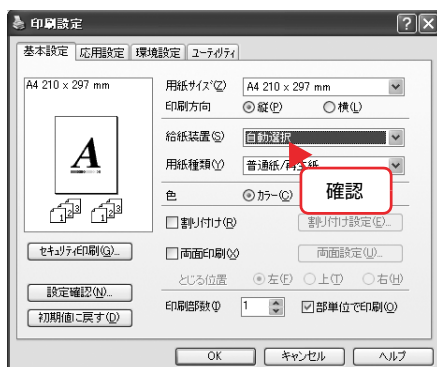 印刷設定
基本設定 応用設定 環境設定 ユーティリティ
A4 210 x 297 mm
用紙サイズ(Z) A4 210 x 297 mm
印刷方向 縦(P) 横(L)
給紙装置(S) 自動選択
用紙種類(Y) 普通紙/再生紙
色 カラー(C)
確認
割り付け(R) 割り付け設定(E)...
両面印刷(X) 両面設定(U)...
とじる位置 左(F) 上(T) 右(H)
印刷部数(I) 1 部単位で印刷(O)
A
1 2 3 1 2 3
セキュリティ印刷(G)...
設定確認(N)...
初期値に戻す(D)
OK キャンセル ヘルプ